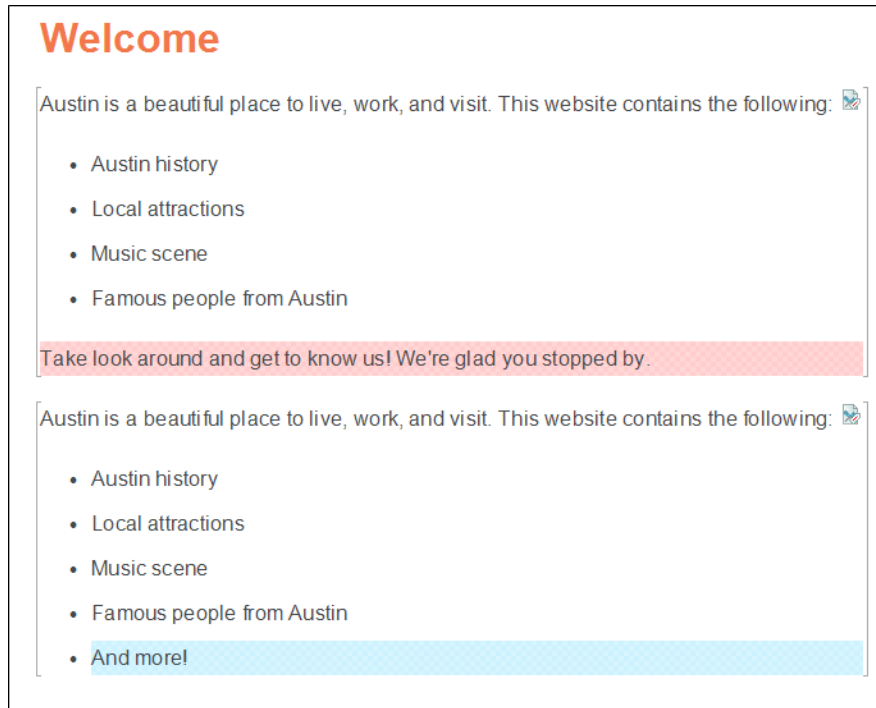 Welcome
Austin is a beautiful place to live, work, and visit. This website contains the following:
• Austin history
• Local attractions
• Music scene
• Famous people from Austin
Take look around and get to know us! We're glad you stopped by.
Austin is a beautiful place to live, work, and visit. This website contains the following:
• Austin history
• Local attractions
• Music scene
• Famous people from Austin
• And more!